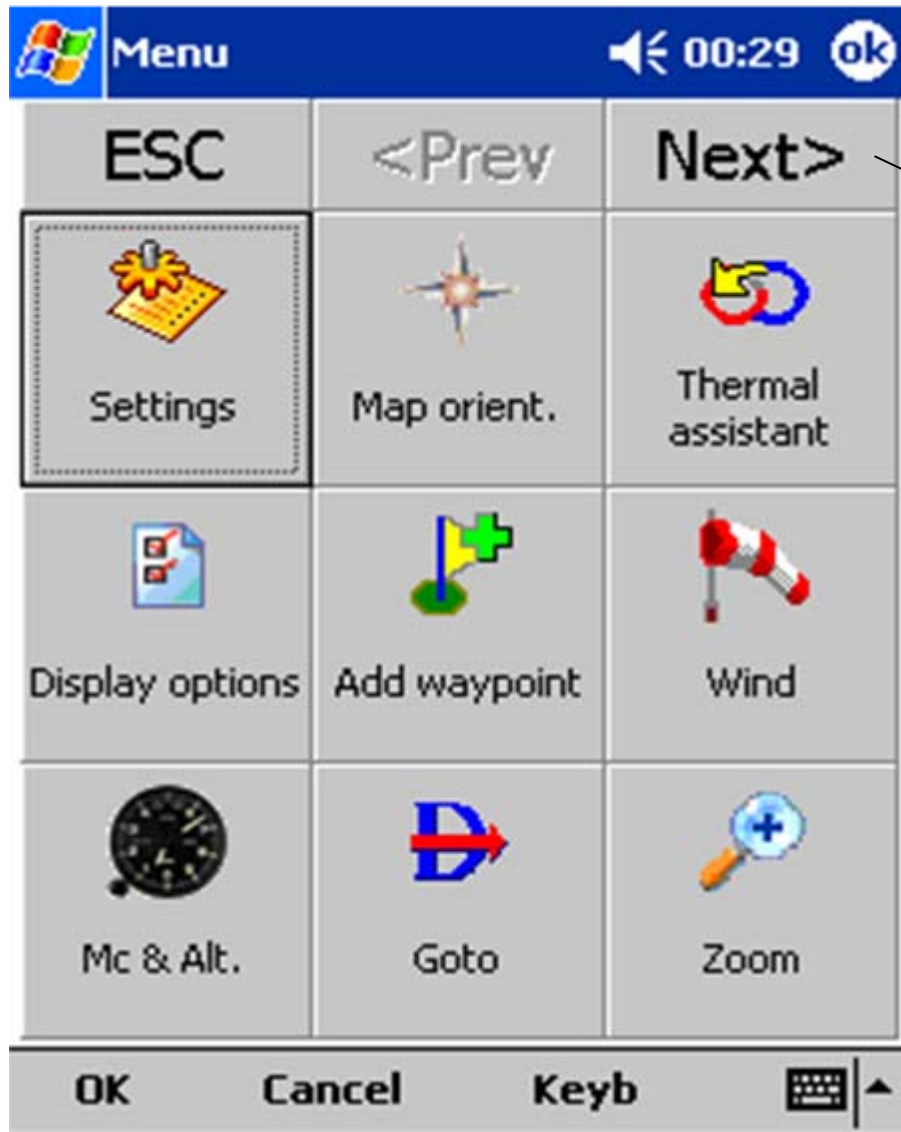 Menu 00:29 ok
ESC <Prev Next>
Settings Map orient. Thermal
assistant
Display options Add waypoint Wind
Mc & Alt. Goto Zoom
OK Cancel Keyb